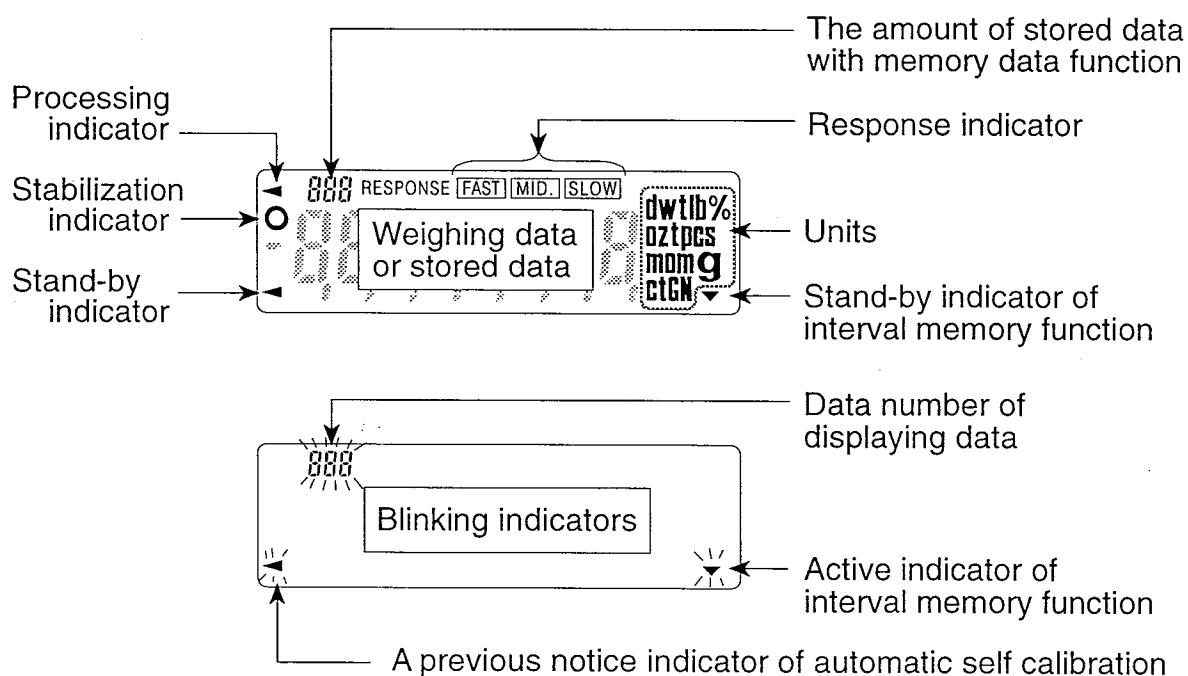 The amount of stored data
with memory data function
Processing
indicator
Response indicator
888 RESPONSE FAST MID. SLOW
Stabilization
indicator
dwtlb%
Weighing data
or stored data
oztpcs
Units
mom g
Stand-by
indicator
ctGN
Stand-by indicator of
interval memory function
Data number of
displaying data
888
Blinking indicators
Active indicator of
interval memory function
A previous notice indicator of automatic self calibration